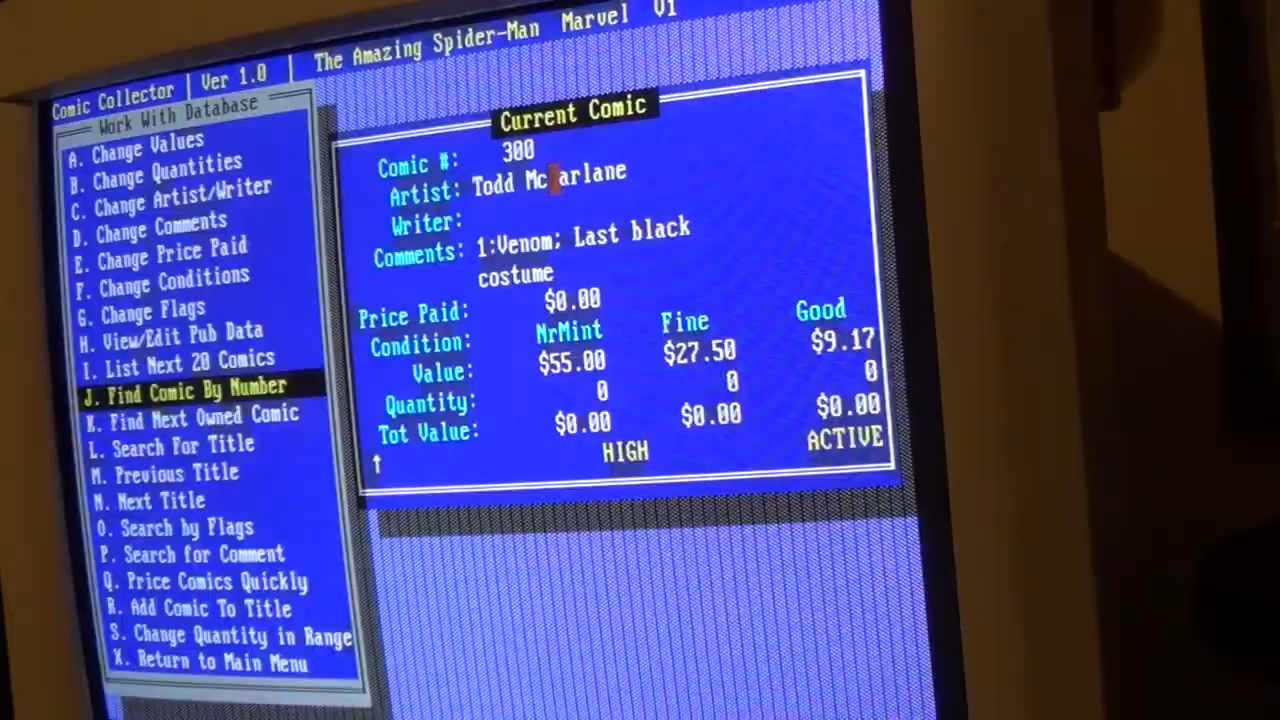 Comic Collector | Ver 1.0 | The Amazing Spider-Man Marvel V1
Work With Database
A. Change Values
B. Change Quantities
C. Change Artist/Writer
D. Change Comments
E. Change Price Paid
F. Change Conditions
G. Change Flags
H. View/Edit Pub Data
I. List Next 20 Comics
J. Find Comic By Number
K. Find Next Owned Comic
L. Search For Title
M. Previous Title
N. Next Title
O. Search by Flags
P. Search for Comment
Q. Price Comics Quickly
R. Add Comic To Title
S. Change Quantity in Range
X. Return to Main Menu
Current Comic
Comic #: 300
Artist: Todd McFarlane
Writer:
Comments: 1:Venom; Last black
costume
Price Paid: $0.00
Condition: NrMint Fine Good
Value: $55.00 $27.50 $9.17
Quantity: 0 0 0
Tot Value: $0.00 $0.00 $0.00
↑ HIGH ACTIVE